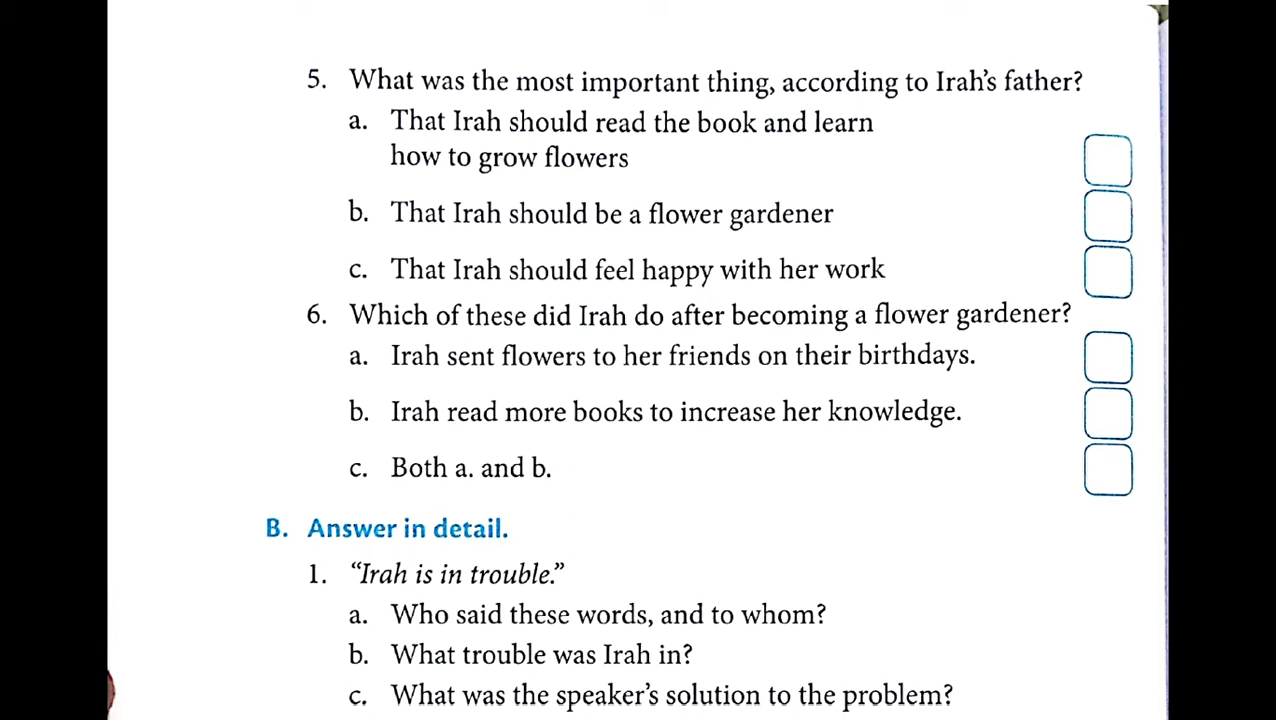 5. What was the most important thing, according to Irah's father?
a. That Irah should read the book and learn
how to grow flowers
b. That Irah should be a flower gardener
c. That Irah should feel happy with her work
6. Which of these did Irah do after becoming a flower gardener?
a. Irah sent flowers to her friends on their birthdays.
b. Irah read more books to increase her knowledge.
c. Both a. and b.
B. Answer in detail.
1. “Irah is in trouble.”
a. Who said these words, and to whom?
b. What trouble was Irah in?
c. What was the speaker's solution to the problem?